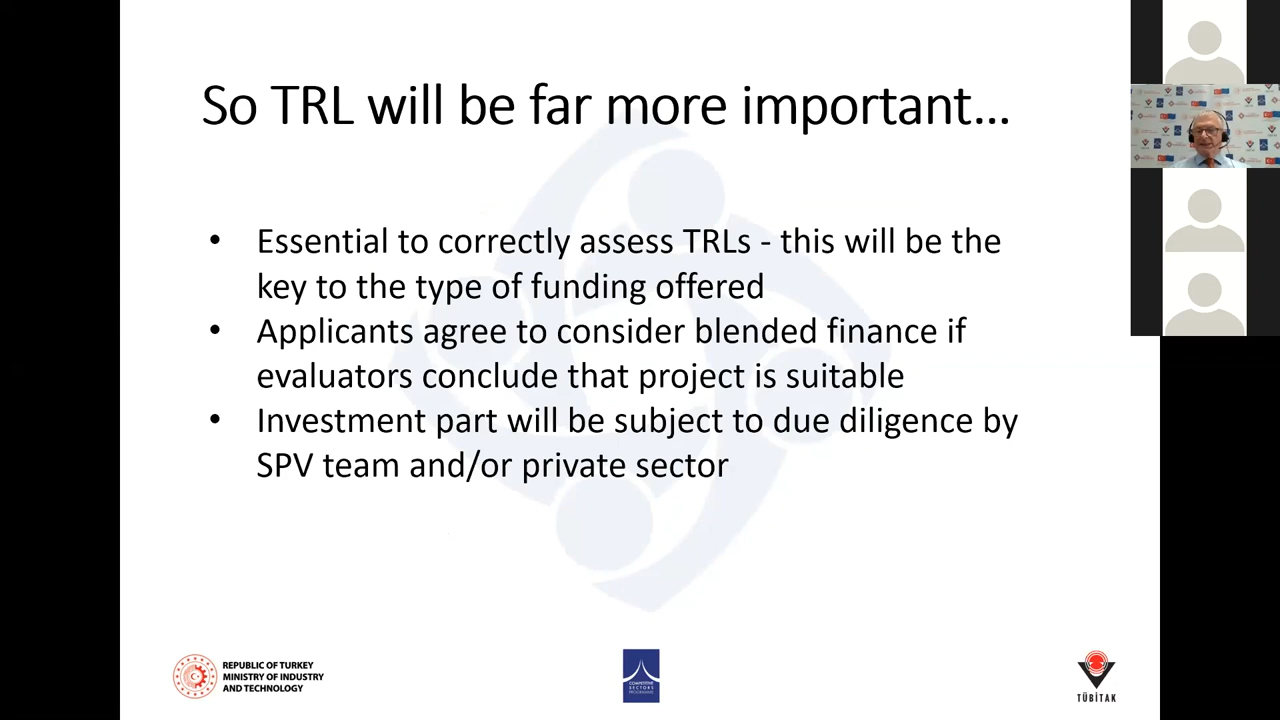 So TRL will be far more important...
• Essential to correctly assess TRLs - this will be the
key to the type of funding offered
• Applicants agree to consider blended finance if
evaluators conclude that project is suitable
• Investment part will be subject to due diligence by
SPV team and/or private sector
REPUBLIC OF TURKEY
MINISTRY OF INDUSTRY
AND TECHNOLOGY
COMPETITIVE
SECTORS
PROGRAMME
TÜBİTAK